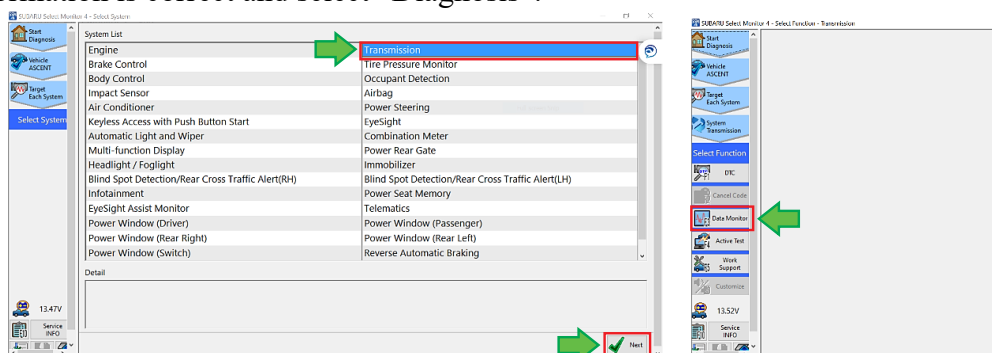 SUBARU Select Monitor 4 - Select System
Start
Diagnosis
Vehicle
ASCENT
Target
Each System
Select System
System List
Engine
Transmission
Brake Control
Tire Pressure Monitor
Body Control
Occupant Detection
Impact Sensor
Airbag
Air Conditioner
Power Steering
Keyless Access with Push Button Start
EyeSight
Automatic Light and Wiper
Combination Meter
Multi-function Display
Power Rear Gate
Headlight / Foglight
Immobilizer
Blind Spot Detection/Rear Cross Traffic Alert(RH)
Blind Spot Detection/Rear Cross Traffic Alert(LH)
Infotainment
Power Seat Memory
EyeSight Assist Monitor
Telematics
Power Window (Driver)
Power Window (Passenger)
Power Window (Rear Right)
Power Window (Rear Left)
Power Window (Switch)
Reverse Automatic Braking
Detail
13.47V
Service
INFO
Next
SUBARU Select Monitor 4 - Select Function - Transmission
Start
Diagnosis
Vehicle
ASCENT
Target
Each System
System
Transmission
Select Function
DTC
Cancel Code
Data Monitor
Active Test
Work
Support
Customize
13.52V
Service
INFO